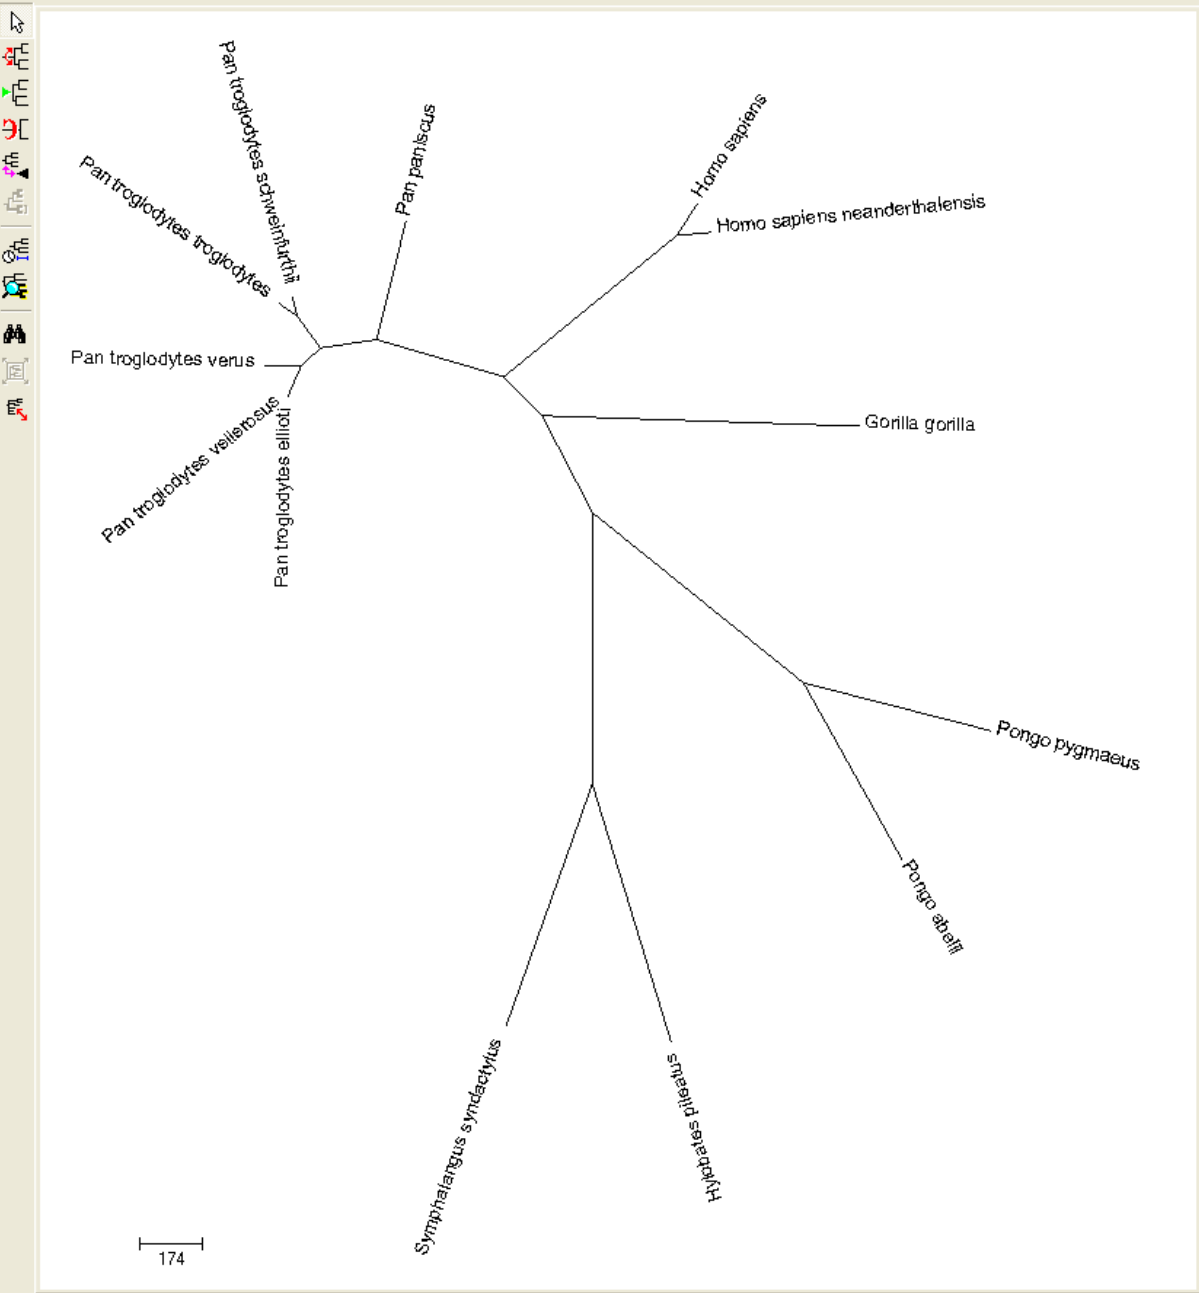 Pan troglodytes schweinfurthii
Pan paniscus
Homo sapiens
Pan troglodytes troglodytes
Homo sapiens neanderthalensis
Pan troglodytes verus
Gorilla gorilla
Pan troglodytes vellerosus
Pan troglodytes ellioti
Pongo pygmaeus
Pongo abelii
Symphalangus syndactylus
Hylobates pileatus
174